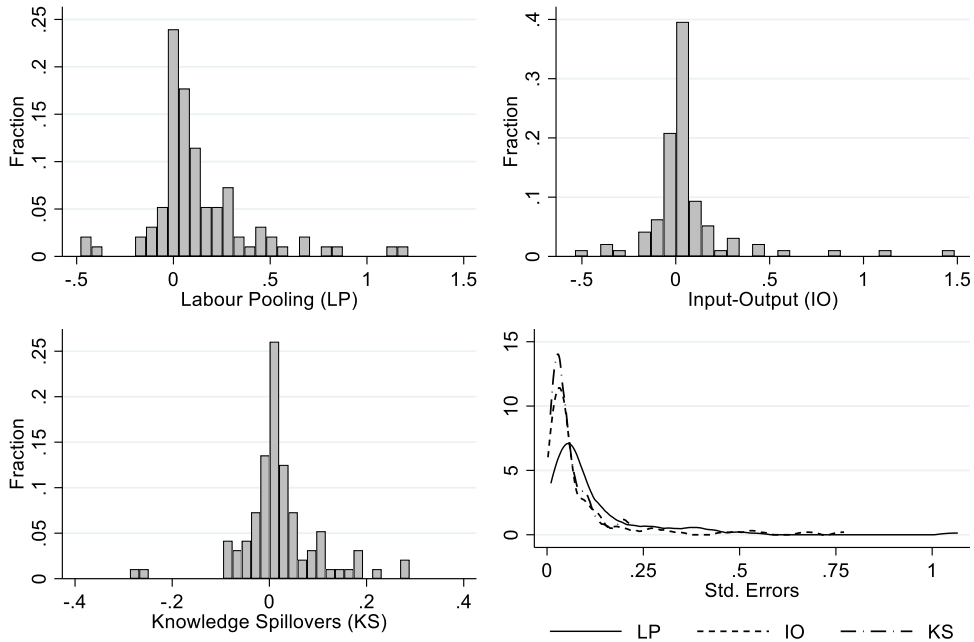 Fraction
0 .05 .1 .15 .2 .25
-.5 0 .5 1 1.5
Labour Pooling (LP)
Fraction
0 .1 .2 .3 .4
-.5 0 .5 1 1.5
Input-Output (IO)
Fraction
0 .05 .1 .15 .2 .25
-.4 -.2 0 .2 .4
Knowledge Spillovers (KS)
0 5 10 15
0 .25 .5 .75 1
Std. Errors
LP IO KS